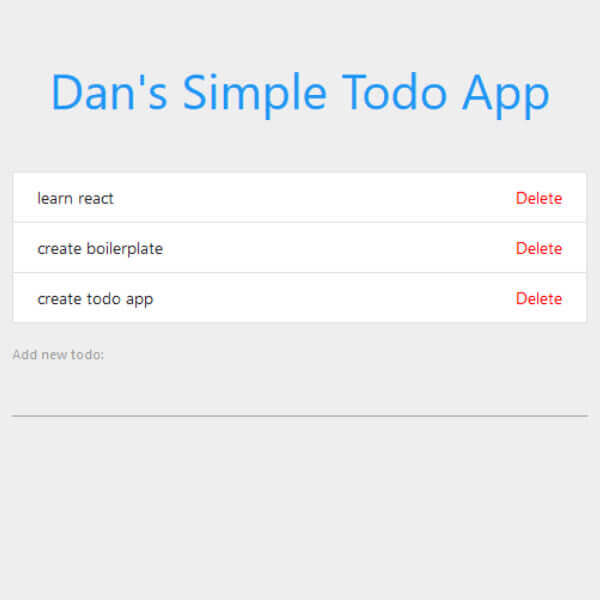 Dan's Simple Todo App
learn react Delete
create boilerplate Delete
create todo app Delete
Add new todo: